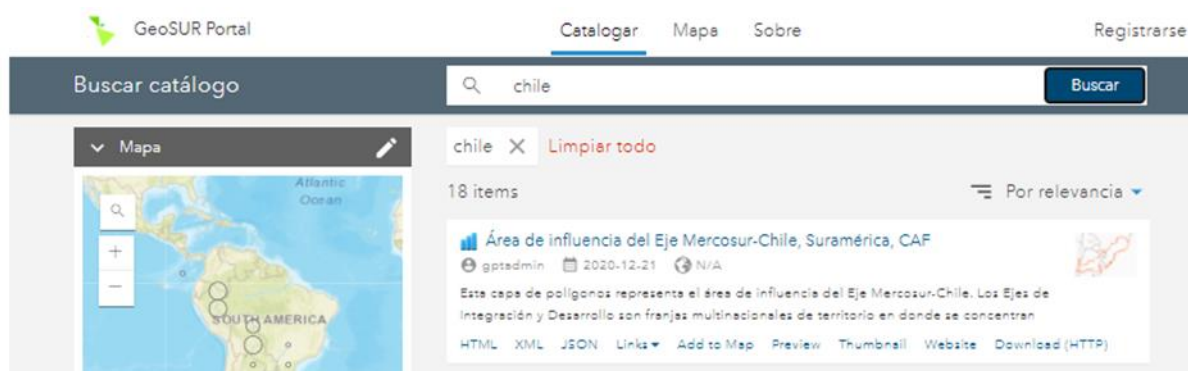 GeoSUR Portal
Catalogar Mapa Sobre
Registrarse
Buscar catálogo
chile
Buscar
Mapa
Atlantic
Ocean
SOUTH AMERICA
chile Limpiar todo
18 items
Por relevancia
Área de influencia del Eje Mercosur-Chile, Suramérica, CAF
gptadmin 2020-12-21 N/A
Esta capa de polígonos representa el área de influencia del Eje Mercosur-Chile. Los Ejes de
Integración y Desarrollo son franjas multinacionales de territorio en donde se concentran
HTML XML JSON Links Add to Map Preview Thumbnail Website Download (HTTP)